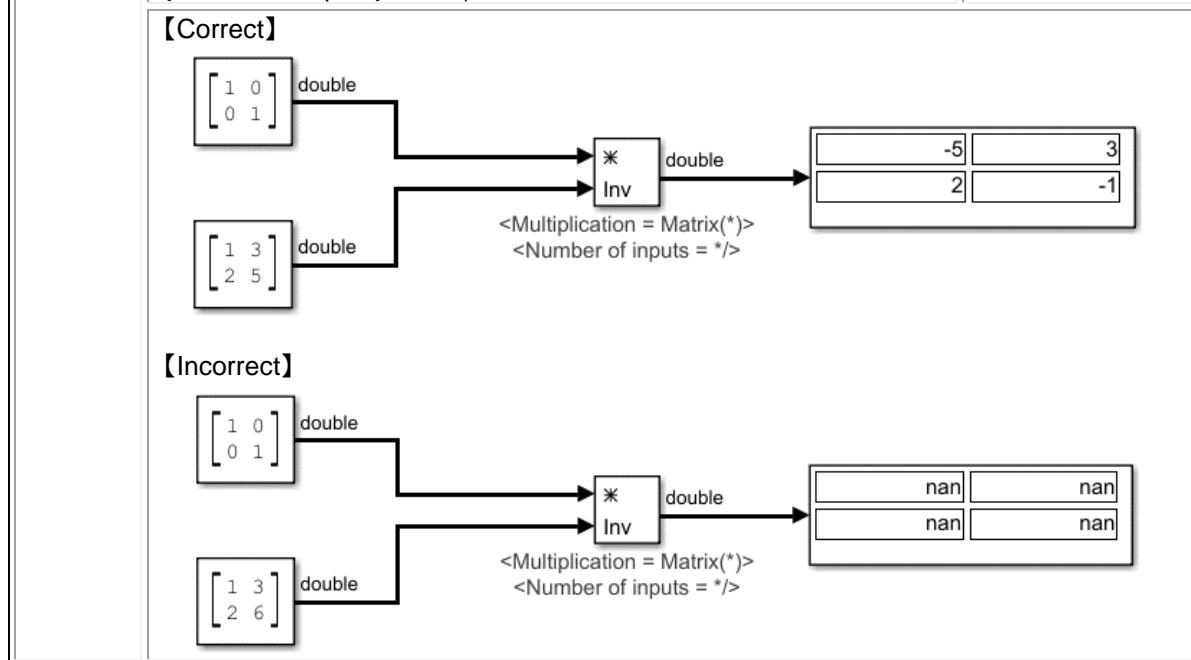 【Correct】
1 0
0 1
double
1 3
2 5
double
*
Inv
double
<Multiplication = Matrix(*)>
<Number of inputs = */>
-5 3
2 -1
【Incorrect】
1 0
0 1
double
1 3
2 6
double
*
Inv
double
<Multiplication = Matrix(*)>
<Number of inputs = */>
nan nan
nan nan